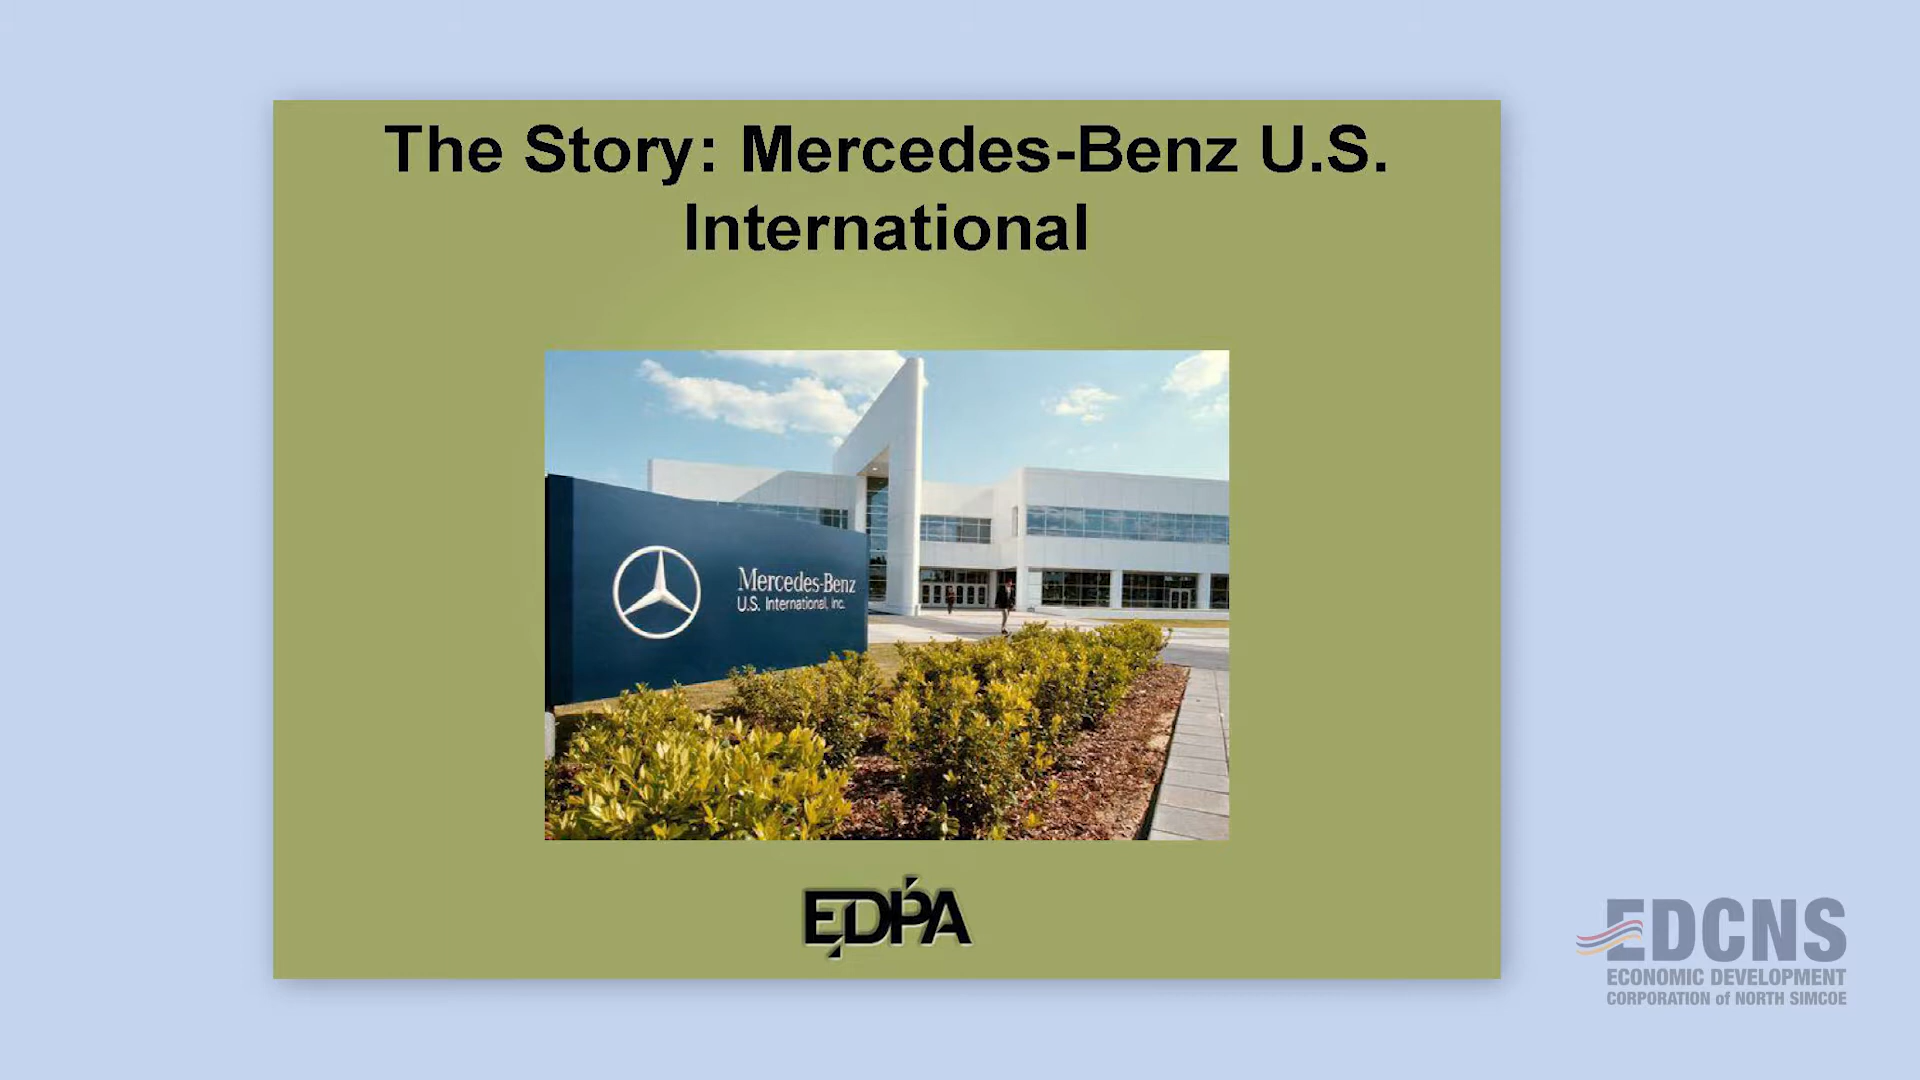 The Story: Mercedes-Benz U.S.
International
Mercedes-Benz
U.S. International, Inc.
EDPA
EDCNS
ECONOMIC DEVELOPMENT
CORPORATION of NORTH SIMCOE